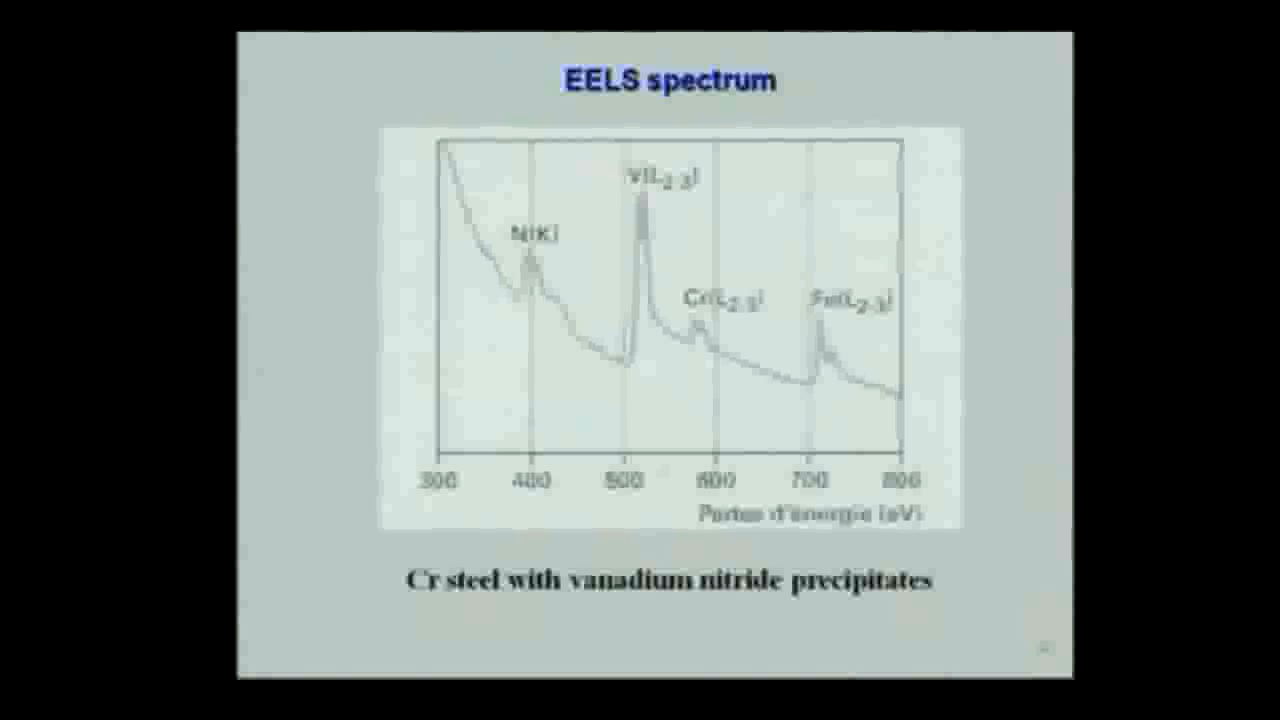 EELS spectrum
V(L2-3)
N(K)
Cr(L2-3) Fe(L2-3)
300 400 500 600 700 800
Pertes d'énergie (eV)
Cr steel with vanadium nitride precipitates